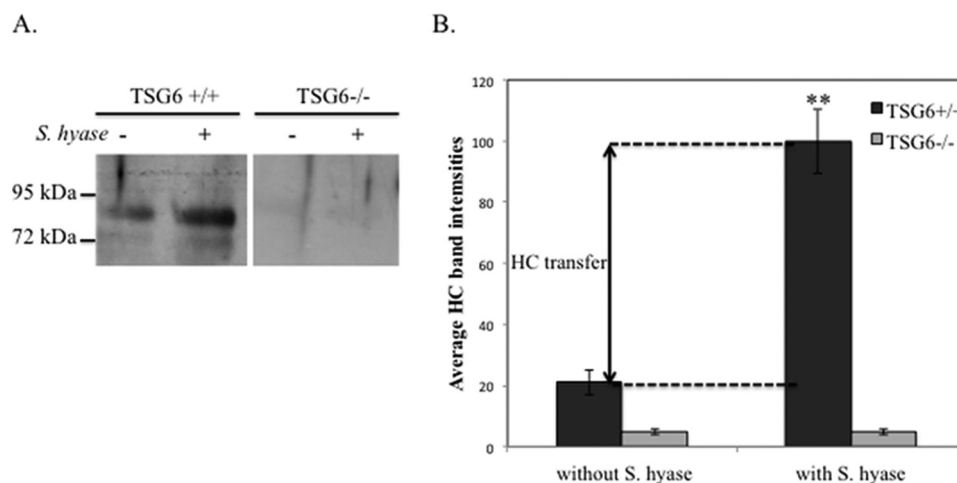 A.
TSG6 +/+ TSG6-/-
S. hyase - + - +
95 kDa
72 kDa
B.
Average HC band intensities
120
100
80
60
40
20
0
**
TSG6+/+
TSG6-/-
HC transfer
without S. hyase with S. hyase